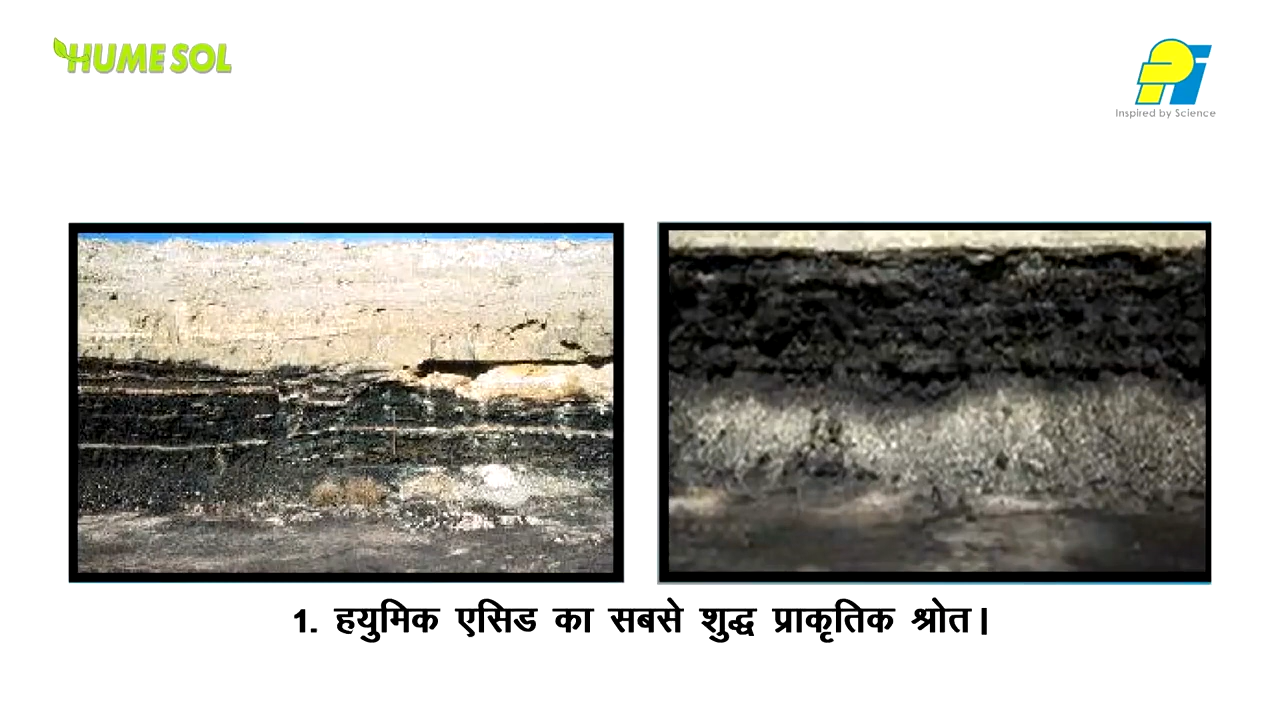 HUME SOL
Inspired by Science
1. हयुमिक एसिड का सबसे शुद्ध प्राकृतिक श्रोत।